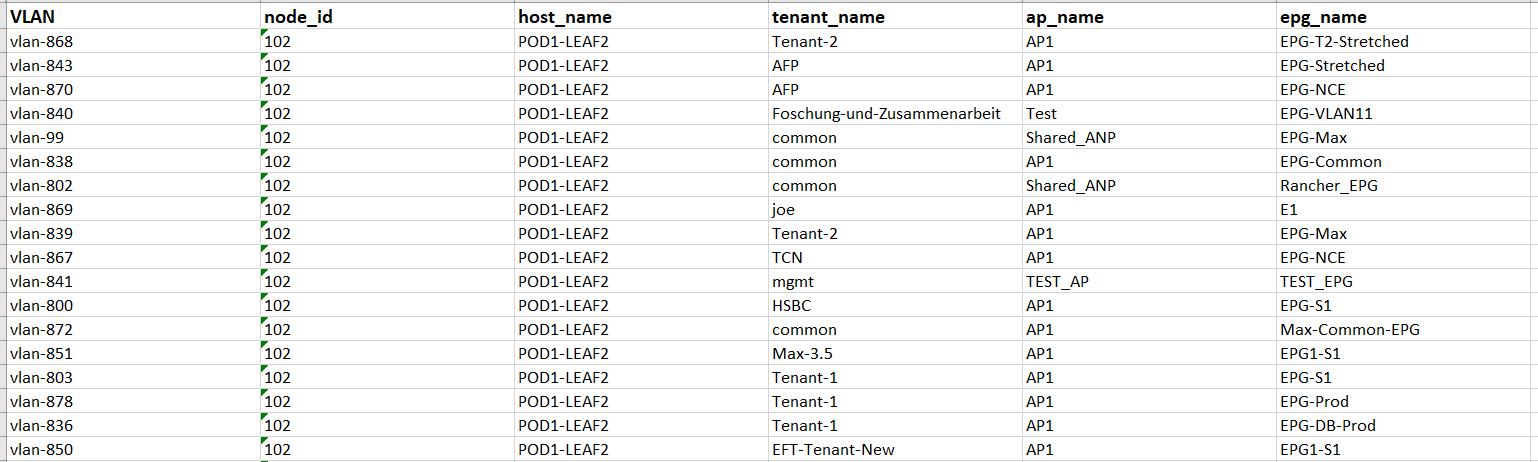 VLAN node_id host_name tenant_name ap_name epg_name
vlan-868 102 POD1-LEAF2 Tenant-2 AP1 EPG-T2-Stretched
vlan-843 102 POD1-LEAF2 AFP AP1 EPG-Stretched
vlan-870 102 POD1-LEAF2 AFP AP1 EPG-NCE
vlan-840 102 POD1-LEAF2 Foschung-und-Zusammenarbeit Test EPG-VLAN11
vlan-99 102 POD1-LEAF2 common Shared_ANP EPG-Max
vlan-838 102 POD1-LEAF2 common AP1 EPG-Common
vlan-802 102 POD1-LEAF2 common Shared_ANP Rancher_EPG
vlan-869 102 POD1-LEAF2 joe AP1 E1
vlan-839 102 POD1-LEAF2 Tenant-2 AP1 EPG-Max
vlan-867 102 POD1-LEAF2 TCN AP1 EPG-NCE
vlan-841 102 POD1-LEAF2 mgmt TEST_AP TEST_EPG
vlan-800 102 POD1-LEAF2 HSBC AP1 EPG-S1
vlan-872 102 POD1-LEAF2 common AP1 Max-Common-EPG
vlan-851 102 POD1-LEAF2 Max-3.5 AP1 EPG1-S1
vlan-803 102 POD1-LEAF2 Tenant-1 AP1 EPG-S1
vlan-878 102 POD1-LEAF2 Tenant-1 AP1 EPG-Prod
vlan-836 102 POD1-LEAF2 Tenant-1 AP1 EPG-DB-Prod
vlan-850 102 POD1-LEAF2 EFT-Tenant-New AP1 EPG1-S1